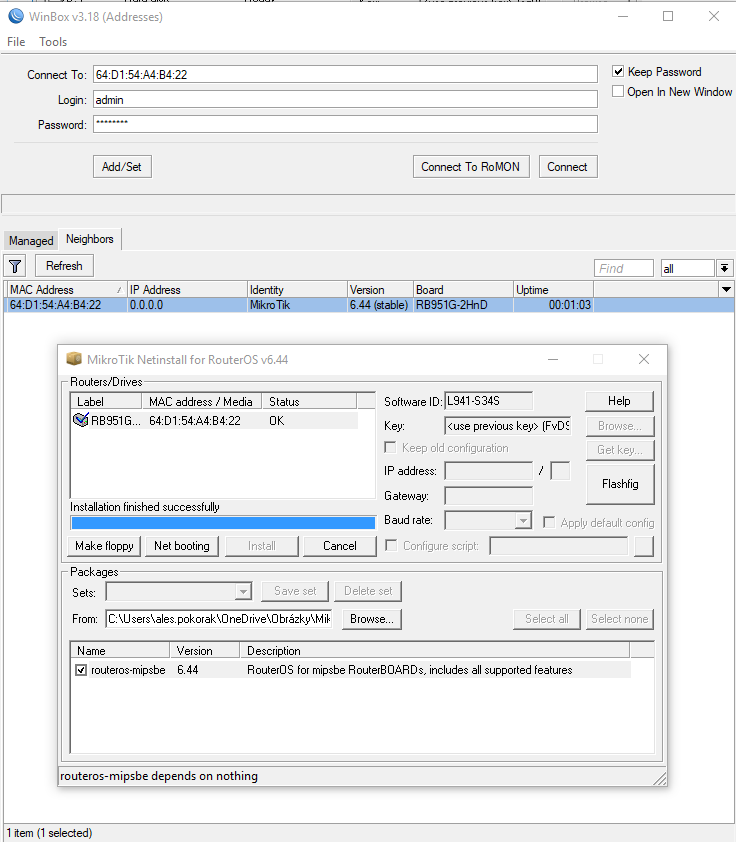 WinBox v3.18 (Addresses)
File Tools
Connect To: 64:D1:54:A4:B4:22
Keep Password
Login: admin
Open In New Window
Password: ********
Add/Set Connect To RoMON Connect
Managed Neighbors
Refresh Find all
MAC Address IP Address Identity Version Board Uptime
64:D1:54:A4:B4:22 0.0.0.0 MikroTik 6.44 (stable) RB951G-2HnD 00:01:03
MikroTik Netinstall for RouterOS v6.44
Routers/Drives
Label MAC address / Media Status
RB951G... 64:D1:54:A4:B4:22 OK
Installation finished successfully
Make floppy Net booting Install Cancel
Software ID: L941-S34S Help
Key: <use previous key> (FvDS Browse...
Keep old configuration Get key...
IP address: / Flashfig
Gateway:
Baud rate: Apply default config
Configure script:
Packages
Sets: Save set Delete set
From: C:\Users\ales.pokorak\OneDrive\Obrázky\Mik Browse... Select all Select none
Name Version Description
routeros-mipsbe 6.44 RouterOS for mipsbe RouterBOARDs, includes all supported features
routeros-mipsbe depends on nothing
1 item (1 selected)